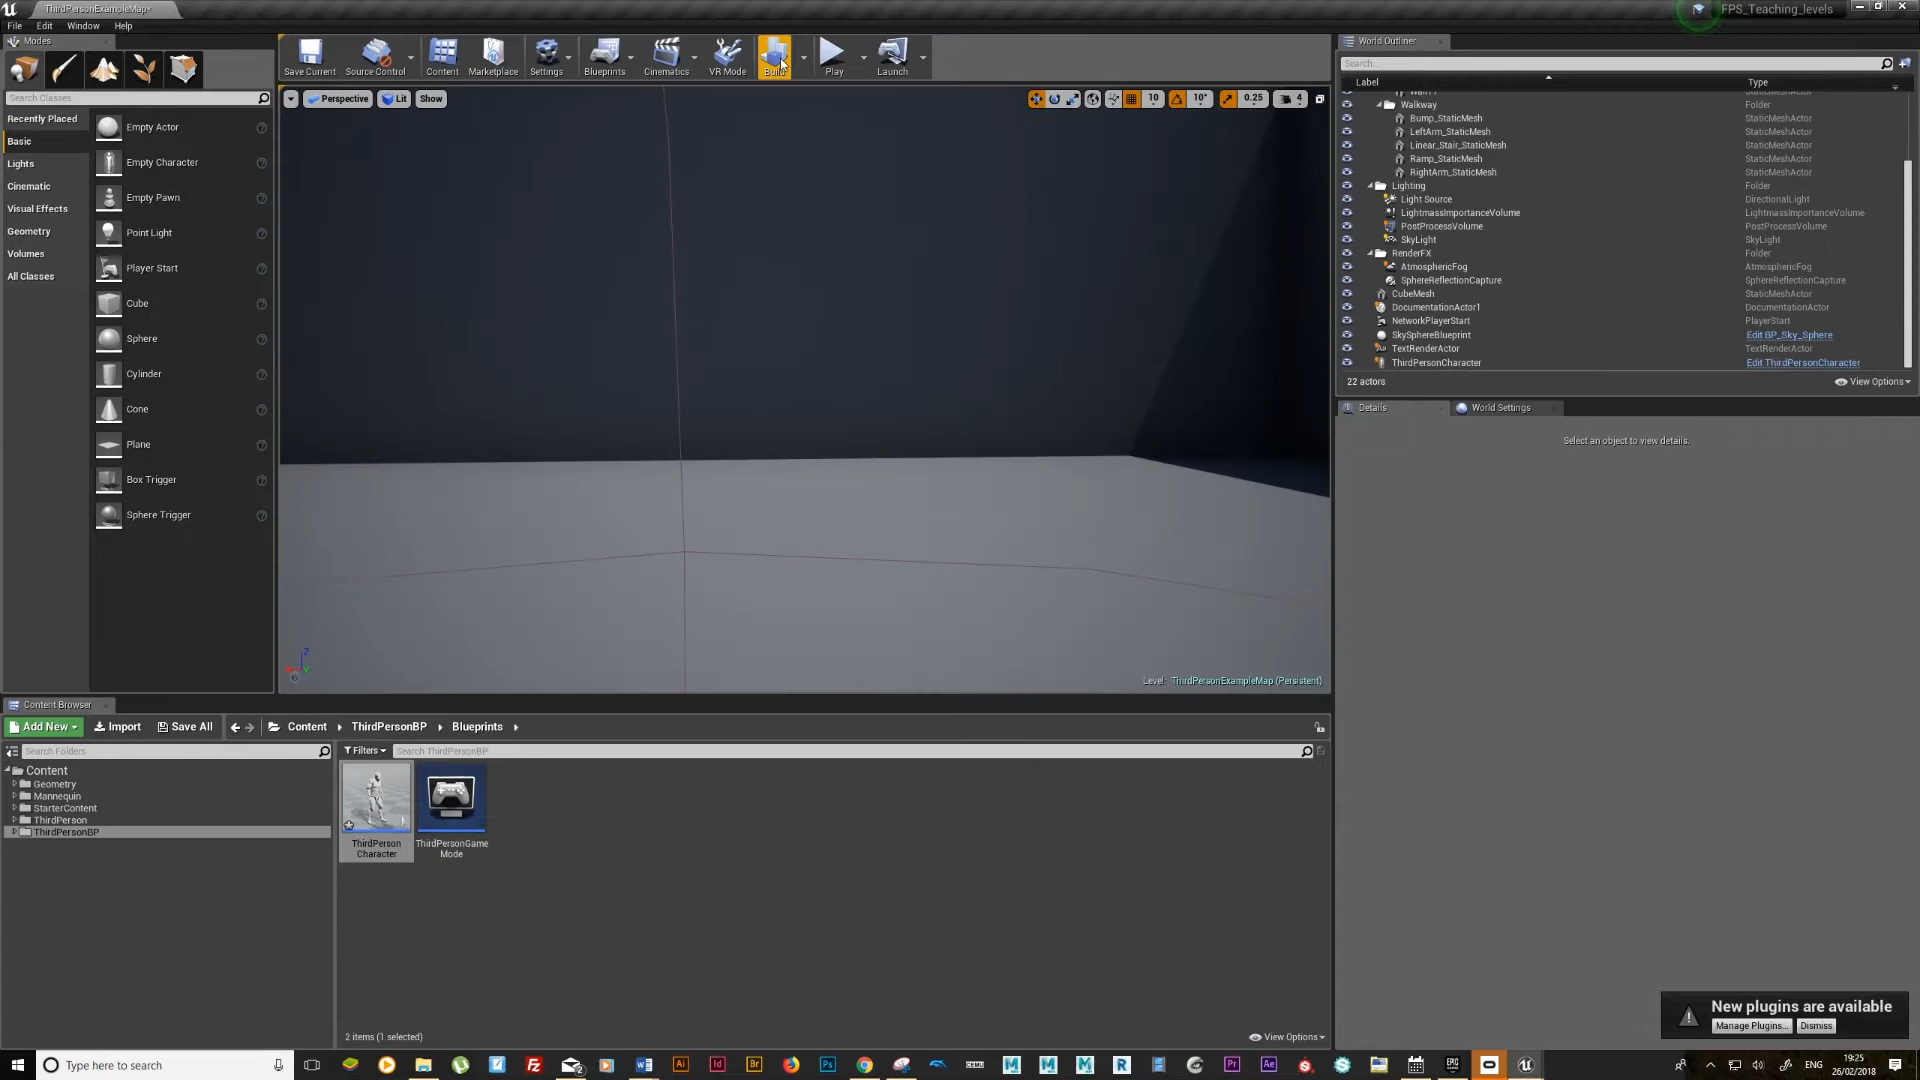 ThirdPersonExampleMap*
FPS_Teaching_levels
File Edit Window Help
Modes
Save Current Source Control Content Marketplace Settings Blueprints Cinematics VR Mode Build Play Launch
Search Classes
Recently Placed
Basic
Lights
Cinematic
Visual Effects
Geometry
Volumes
All Classes
Empty Actor
Empty Character
Empty Pawn
Point Light
Player Start
Cube
Sphere
Cylinder
Cone
Plane
Box Trigger
Sphere Trigger
Perspective Lit Show
10 10° 0.25 4
Z
Level: ThirdPersonExampleMap (Persistent)
World Outliner
Search...
Label Type
Walkway Folder
Bump_StaticMesh StaticMeshActor
LeftArm_StaticMesh StaticMeshActor
Linear_Stair_StaticMesh StaticMeshActor
Ramp_StaticMesh StaticMeshActor
RightArm_StaticMesh StaticMeshActor
Lighting Folder
Light Source DirectionalLight
LightmassImportanceVolume LightmassImportanceVolume
PostProcessVolume PostProcessVolume
SkyLight SkyLight
RenderFX Folder
AtmosphericFog AtmosphericFog
SphereReflectionCapture SphereReflectionCapture
CubeMesh StaticMeshActor
DocumentationActor1 DocumentationActor
NetworkPlayerStart PlayerStart
SkySphereBlueprint Edit BP_Sky_Sphere
TextRenderActor TextRenderActor
ThirdPersonCharacter Edit ThirdPersonCharacter
22 actors View Options
Details World Settings
Select an object to view details.
Content Browser
Add New Import Save All Content ThirdPersonBP Blueprints
Search Folders
Filters Search ThirdPersonBP
Content
Geometry
Mannequin
StarterContent
ThirdPerson
ThirdPersonBP
ThirdPerson
Character
ThirdPersonGame
Mode
2 items (1 selected) View Options
New plugins are available
Manage Plugins... Dismiss
Type here to search
ENG 19:25
26/02/2018